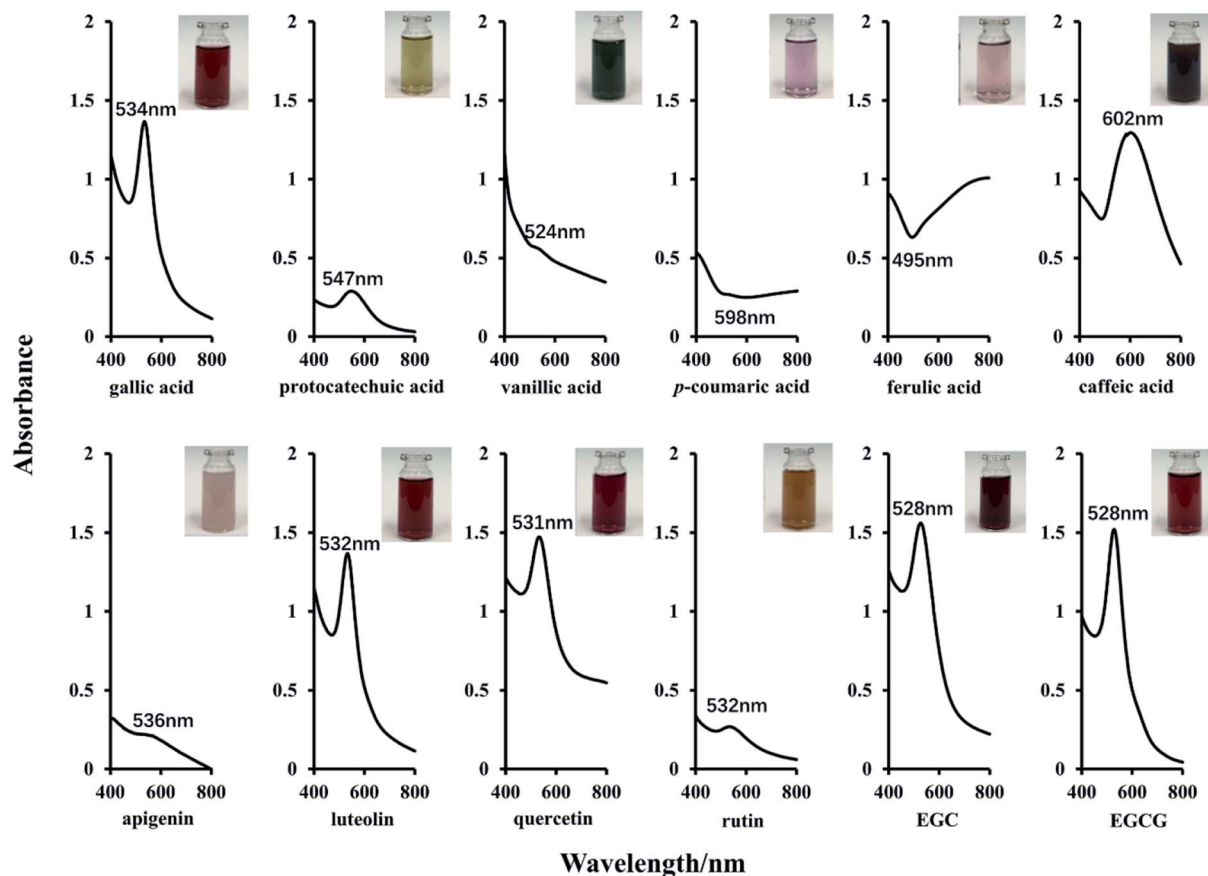 Absorbance
2
1.5
1
0.5
0
534nm
400 600 800
gallic acid
2
1.5
1
0.5
0
547nm
400 600 800
protocatechuic acid
2
1.5
1
0.5
0
524nm
400 600 800
vanillic acid
2
1.5
1
0.5
0
598nm
400 600 800
p-coumaric acid
2
1.5
1
0.5
0
495nm
400 600 800
ferulic acid
2
1.5
1
0.5
0
602nm
400 600 800
caffeic acid
2
1.5
1
0.5
0
536nm
400 600 800
apigenin
2
1.5
1
0.5
0
532nm
400 600 800
luteolin
2
1.5
1
0.5
0
531nm
400 600 800
quercetin
2
1.5
1
0.5
0
532nm
400 600 800
rutin
2
1.5
1
0.5
0
528nm
400 600 800
EGC
2
1.5
1
0.5
0
528nm
400 600 800
EGCG
Wavelength/nm